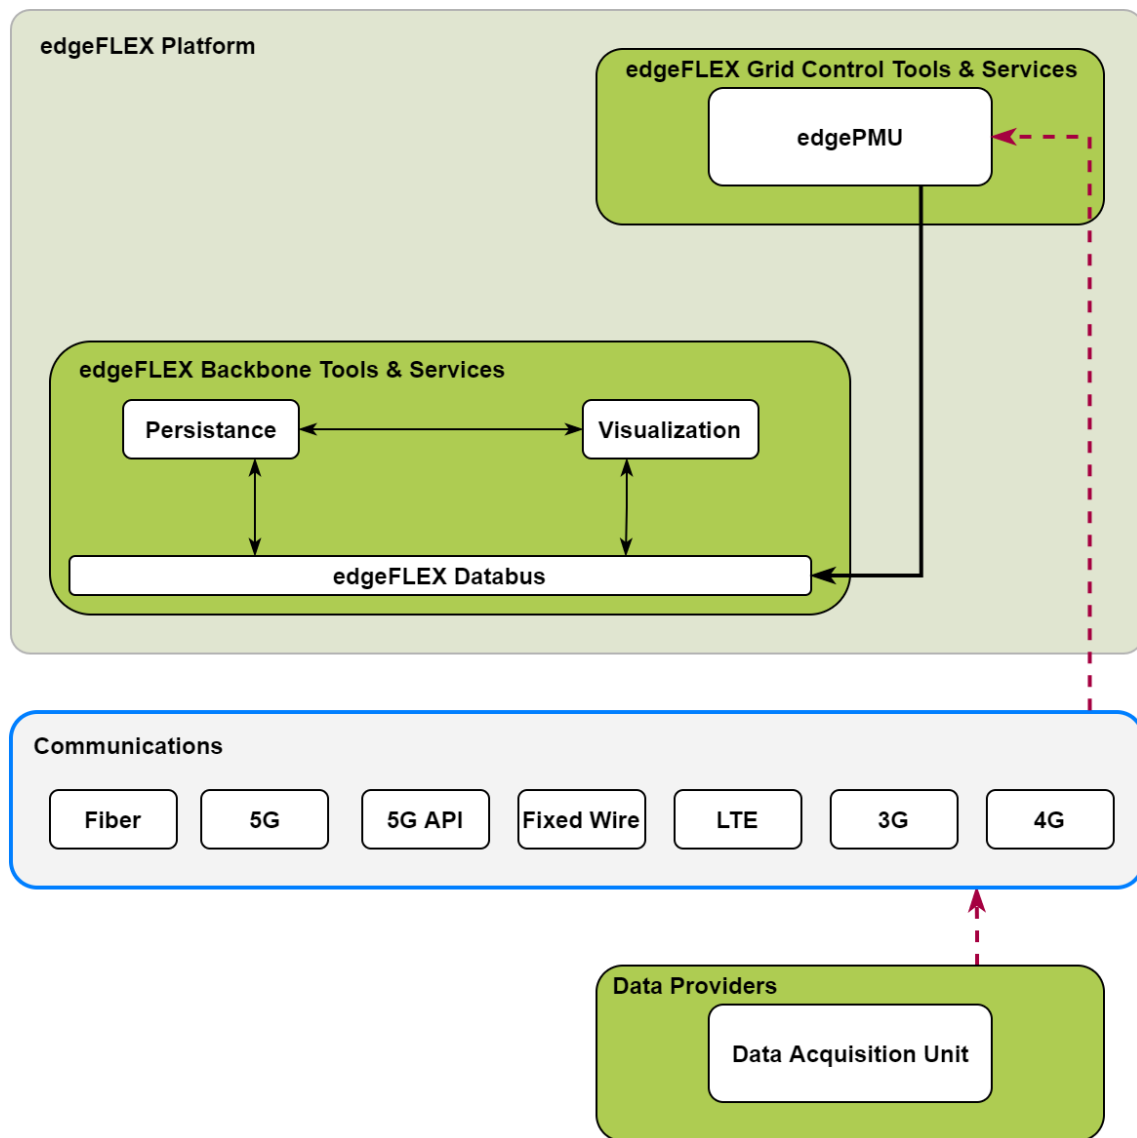 edgeFLEX Platform
edgeFLEX Grid Control Tools & Services
edgePMU
edgeFLEX Backbone Tools & Services
Persistance
Visualization
edgeFLEX Databus
Communications
Fiber
5G
5G API
Fixed Wire
LTE
3G
4G
Data Providers
Data Acquisition Unit